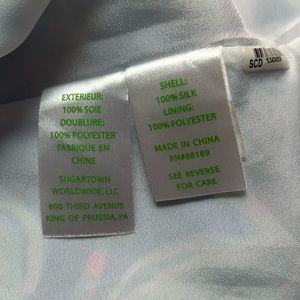 EXTERIEUR:
100% SOIE
DOUBLURE:
100% POLYESTER
FABRIQUE EN
CHINE
SUGARTOWN
WORLDWIDE, LLC
800 THIRD AVENUE
KING OF PRUSSIA, PA
SHELL:
100% SILK
LINING:
100% POLYESTER
MADE IN CHINA
RN#88189
SEE REVERSE
FOR CARE
SCD